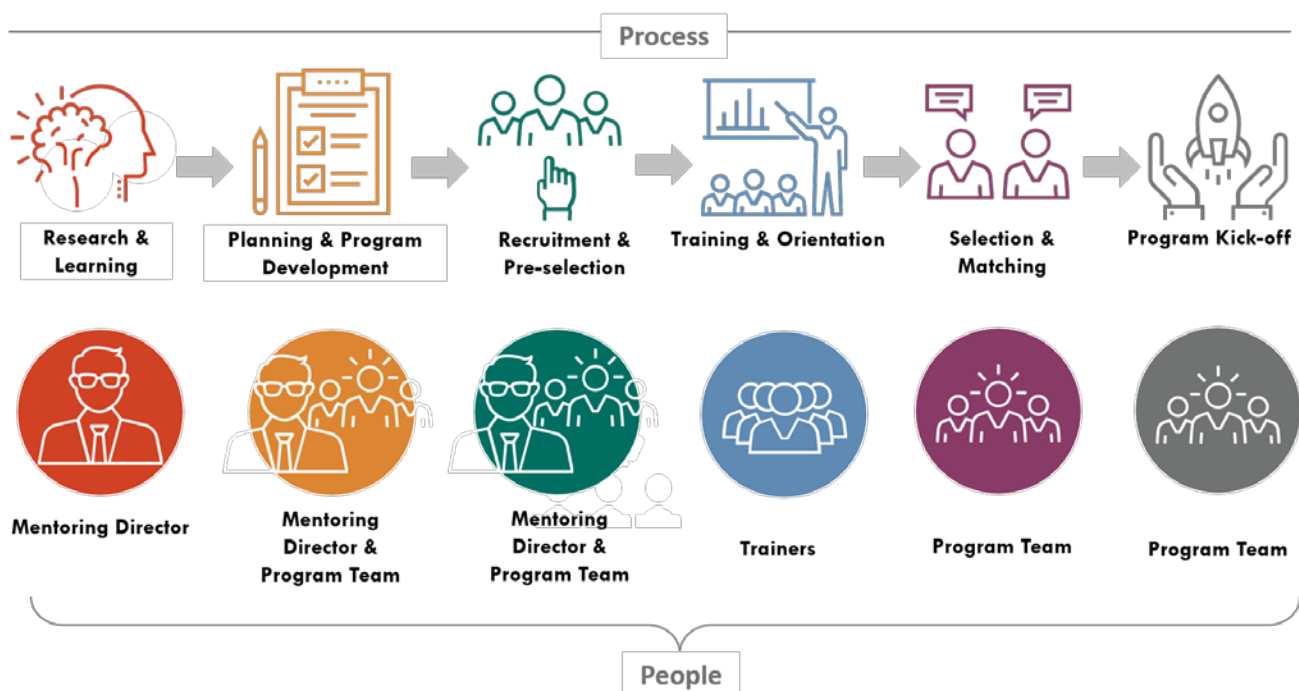 Process
Research &
Learning
Planning & Program
Development
Recruitment &
Pre-selection
Training & Orientation
Selection &
Matching
Program Kick-off
Mentoring Director
Mentoring
Director &
Program Team
Mentoring
Director &
Program Team
Trainers
Program Team
Program Team
People